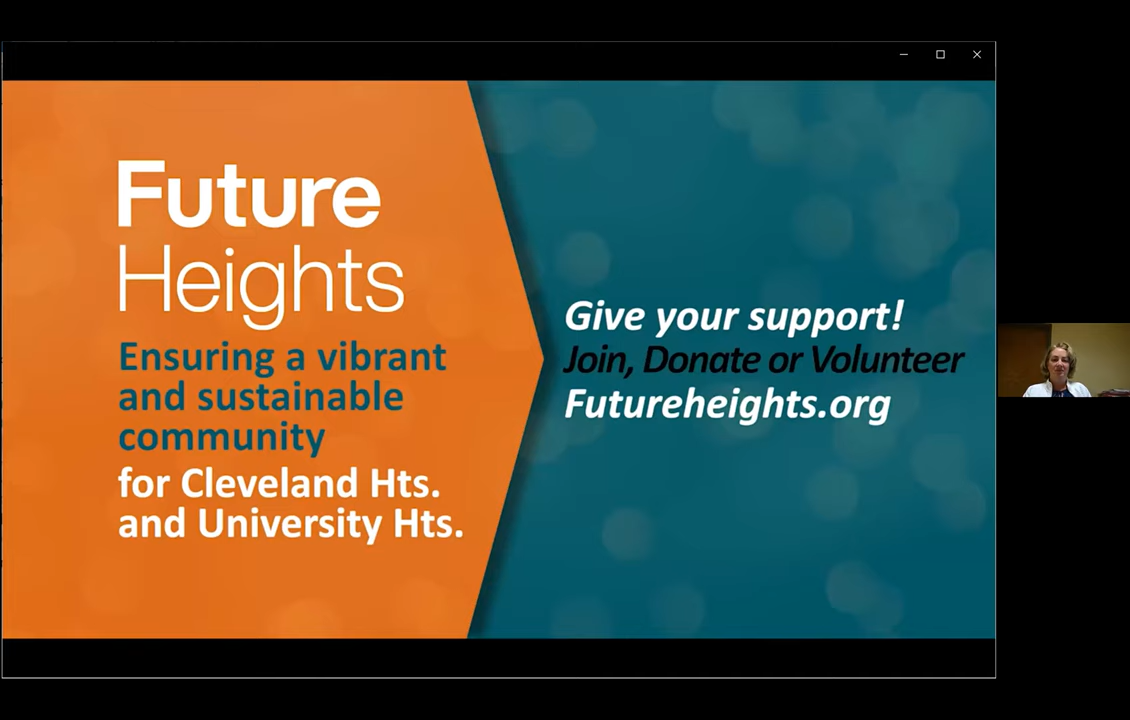 Future
Heights
Ensuring a vibrant
and sustainable
community
for Cleveland Hts.
and University Hts.
Give your support!
Join, Donate or Volunteer
Futureheights.org